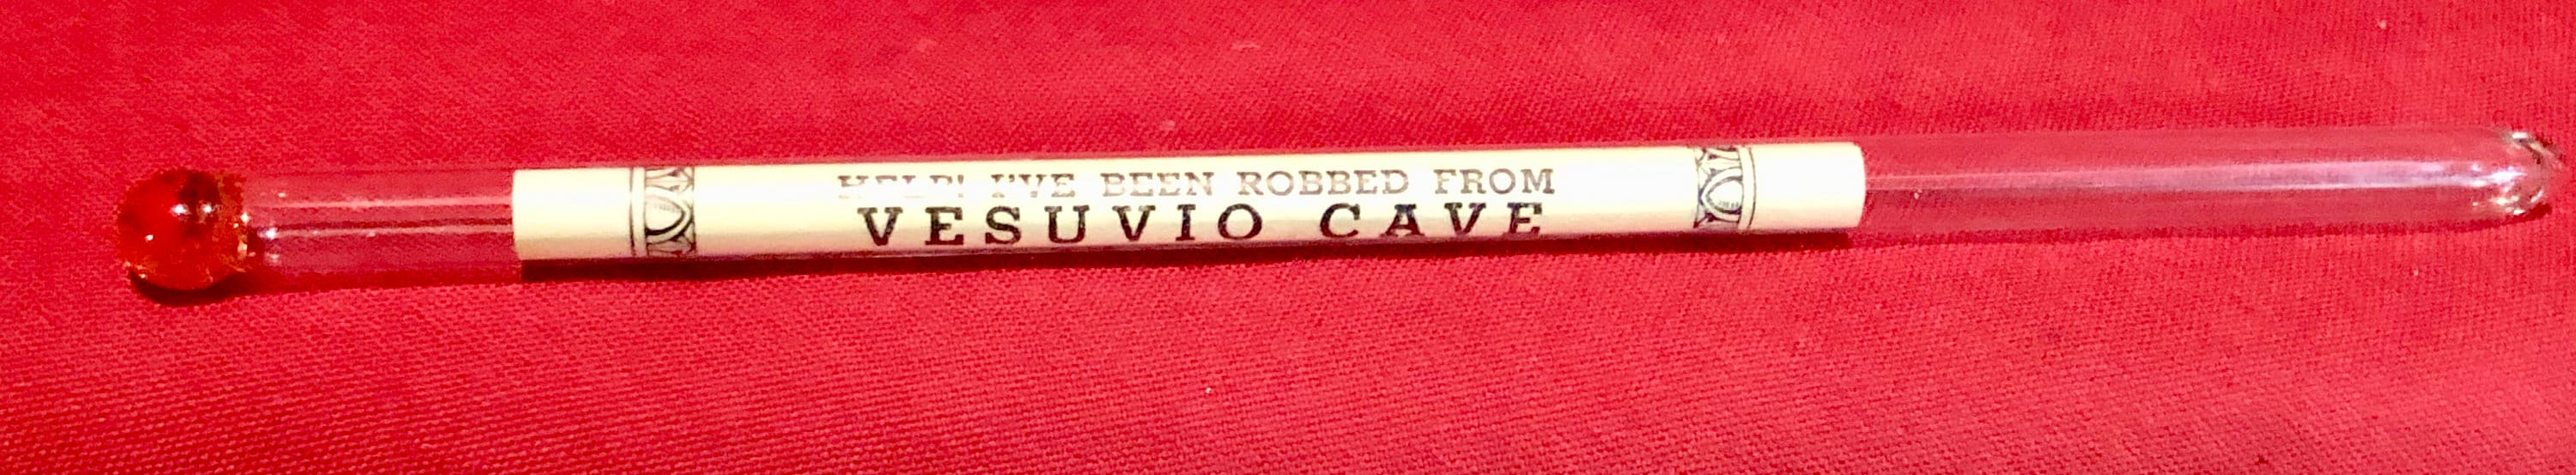 HELP! I'VE BEEN ROBBED FROM
VESUVIO CAVE